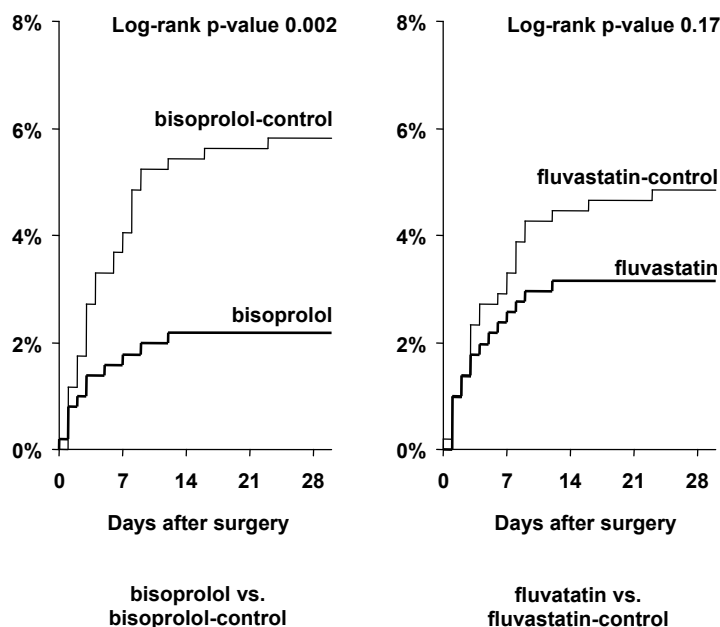 8%
Log-rank p-value 0.002
6%
bisoprolol-control
4%
bisoprolol
2%
0%
0 7 14 21 28
Days after surgery
bisoprolol vs.
bisoprolol-control
8%
Log-rank p-value 0.17
6%
fluvastatin-control
4%
fluvastatin
2%
0%
0 7 14 21 28
Days after surgery
fluvatatin vs.
fluvastatin-control